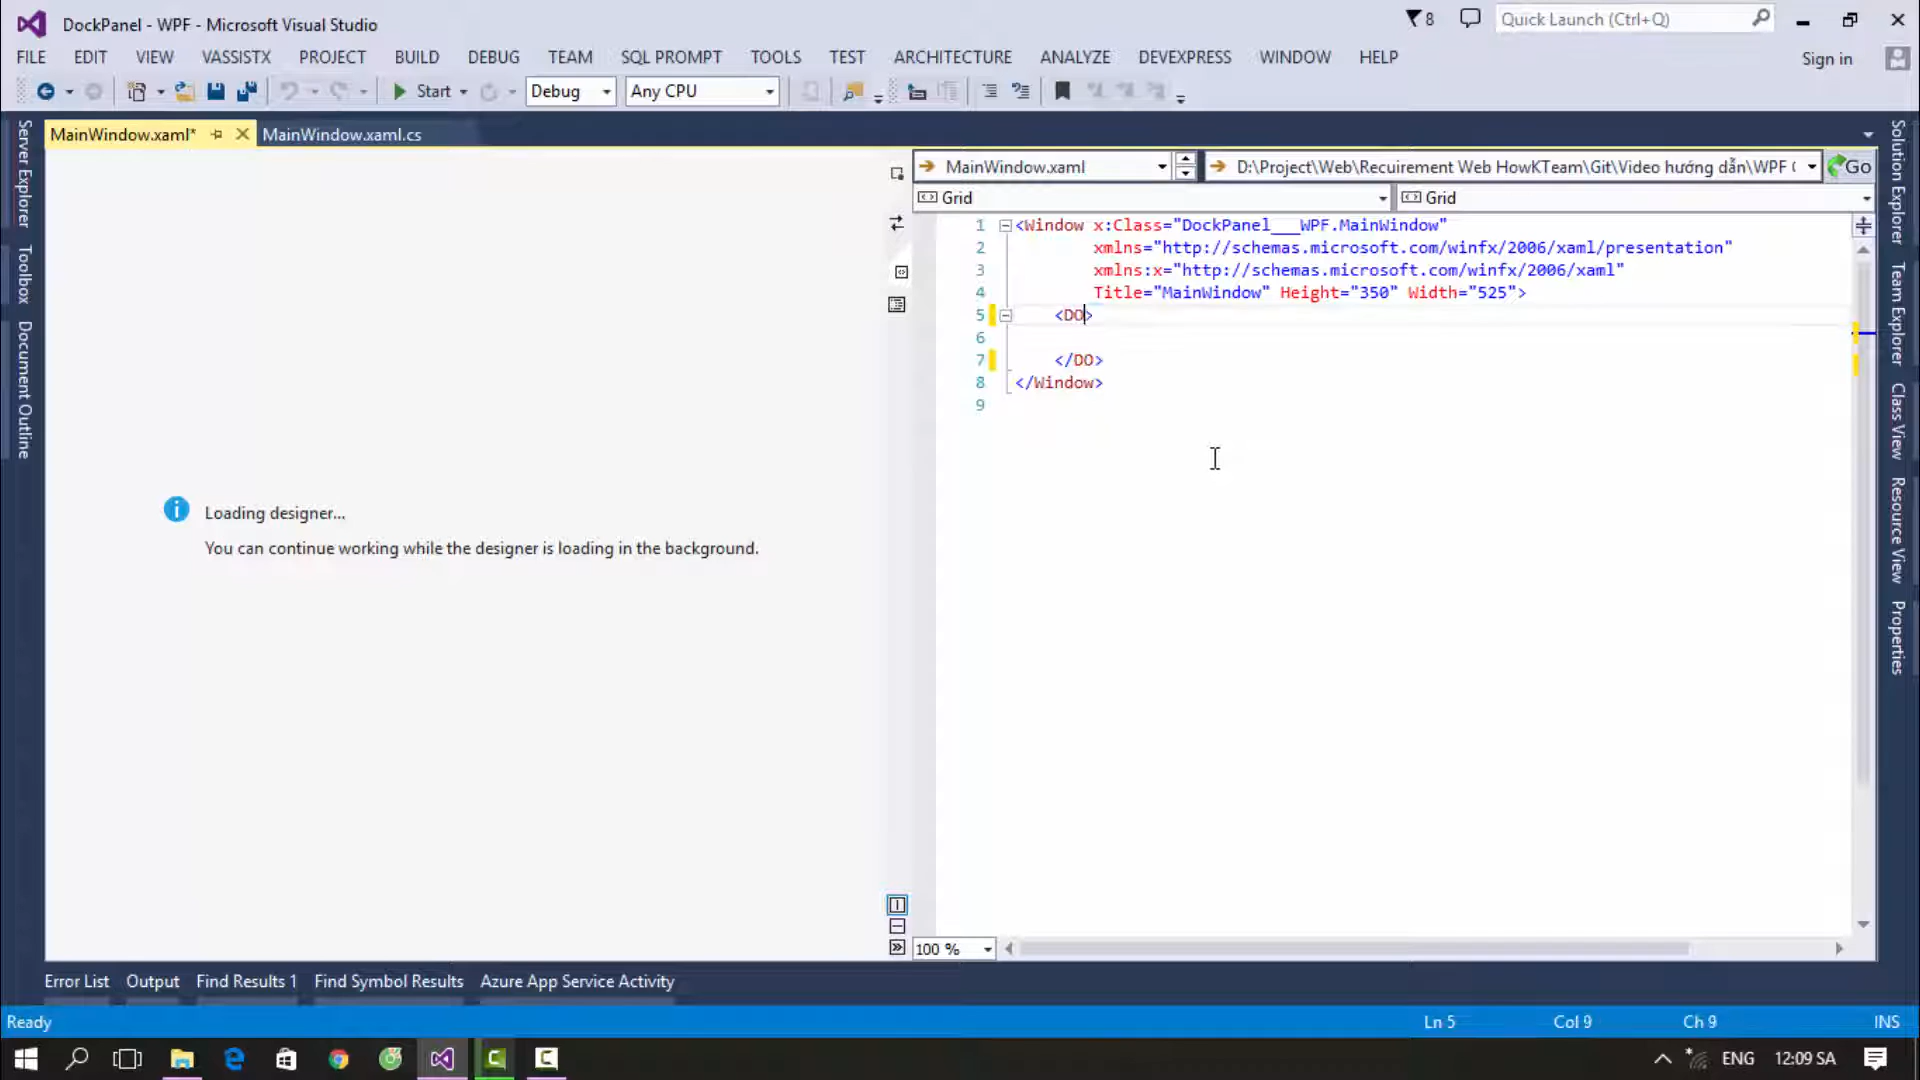 DockPanel - WPF - Microsoft Visual Studio
8
Quick Launch (Ctrl+Q)
FILE EDIT VIEW VASSISTX PROJECT BUILD DEBUG TEAM SQL PROMPT TOOLS TEST ARCHITECTURE ANALYZE DEVEXPRESS WINDOW HELP
Sign in
Start Debug Any CPU
MainWindow.xaml* MainWindow.xaml.cs
Server Explorer
Toolbox
Document Outline
MainWindow.xaml D:\Project\Web\Recuirement Web HowKTeam\Git\Video hướng dẫn\WPF Go
Grid Grid
1 <Window x:Class="DockPanel___WPF.MainWindow"
2 xmlns="http://schemas.microsoft.com/winfx/2006/xaml/presentation"
3 xmlns:x="http://schemas.microsoft.com/winfx/2006/xaml"
4 Title="MainWindow" Height="350" Width="525">
5 <DO>
6
7 </DO>
8 </Window>
9
Loading designer...
You can continue working while the designer is loading in the background.
100 %
Solution Explorer
Team Explorer
Class View
Resource View
Properties
Error List Output Find Results 1 Find Symbol Results Azure App Service Activity
Ready Ln 5 Col 9 Ch 9 INS
ENG 12:09 SA